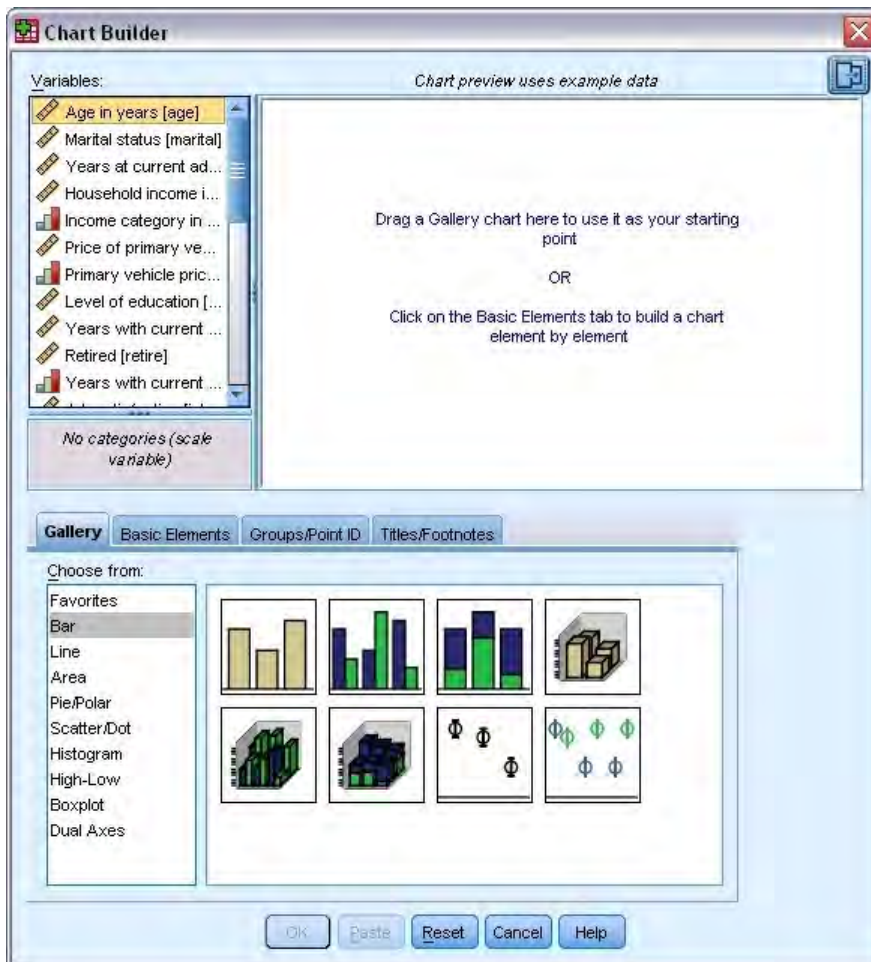 Chart Builder
Variables:
Chart preview uses example data
Age in years [age]
Marital status [marital]
Years at current ad...
Household income i...
Income category in ...
Price of primary ve...
Primary vehicle pric...
Level of education [...
Years with current ...
Retired [retire]
Years with current ...
No categories (scale
variable)
Drag a Gallery chart here to use it as your starting
point
OR
Click on the Basic Elements tab to build a chart
element by element
Gallery
Basic Elements
Groups/Point ID
Titles/Footnotes
Choose from:
Favorites
Bar
Line
Area
Pie/Polar
Scatter/Dot
Histogram
High-Low
Boxplot
Dual Axes
OK
Paste
Reset
Cancel
Help